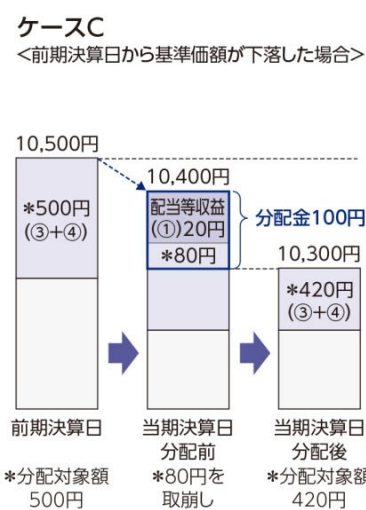 ケースC
<前期決算日から基準価額が下落した場合>
10,500円
*500円
(③+④)
10,400円
配当等収益
(①)20円
*80円
分配金100円
10,300円
*420円
(③+④)
前期決算日
*分配対象額
500円
当期決算日
分配前
*80円を
取崩し
当期決算日
分配後
*分配対象額
420円